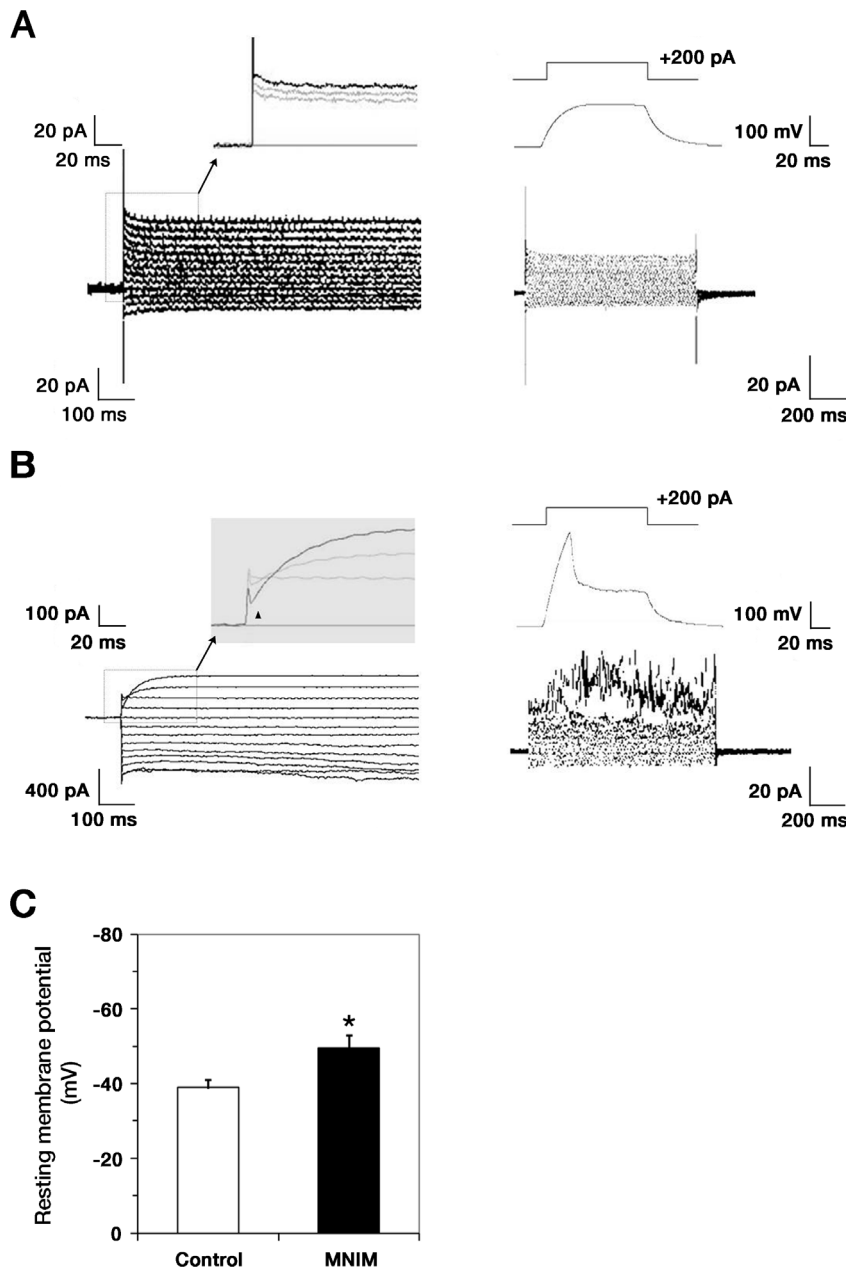 A
20 pA
20 ms
+200 pA
100 mV
20 ms
20 pA
100 ms
20 pA
200 ms
B
100 pA
20 ms
+200 pA
100 mV
20 ms
400 pA
100 ms
20 pA
200 ms
C
Resting membrane potential
(mV)
-80
-60
-40
-20
0
*
Control
MNIM